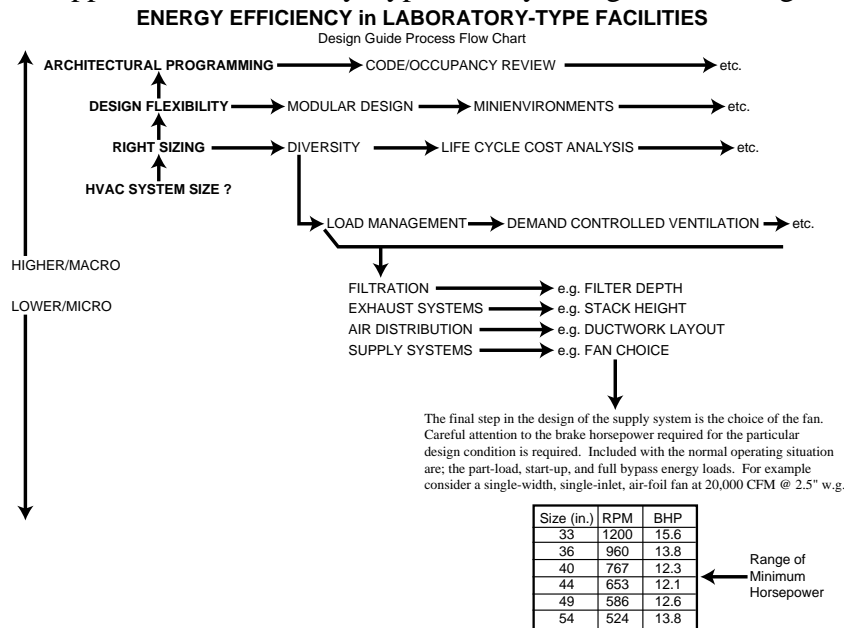 ENERGY EFFICIENCY in LABORATORY-TYPE FACILITIES
Design Guide Process Flow Chart
ARCHITECTURAL PROGRAMMING CODE/OCCUPANCY REVIEW etc.
DESIGN FLEXIBILITY MODULAR DESIGN MINIENVIRONMENTS etc.
RIGHT SIZING DIVERSITY LIFE CYCLE COST ANALYSIS etc.
HVAC SYSTEM SIZE ?
LOAD MANAGEMENT DEMAND CONTROLLED VENTILATION etc.
HIGHER/MACRO
LOWER/MICRO
FILTRATION e.g. FILTER DEPTH
EXHAUST SYSTEMS e.g. STACK HEIGHT
AIR DISTRIBUTION e.g. DUCTWORK LAYOUT
SUPPLY SYSTEMS e.g. FAN CHOICE
The final step in the design of the supply system is the choice of the fan.
Careful attention to the brake horsepower required for the particular
design condition is required. Included with the normal operating situation
are; the part-load, start-up, and full bypass energy loads. For example
consider a single-width, single-inlet, air-foil fan at 20,000 CFM @ 2.5" w.g.
Size (in.) RPM BHP
33 1200 15.6
36 960 13.8
40 767 12.3
44 653 12.1
49 586 12.6
54 524 13.8
Range of
Minimum
Horsepower